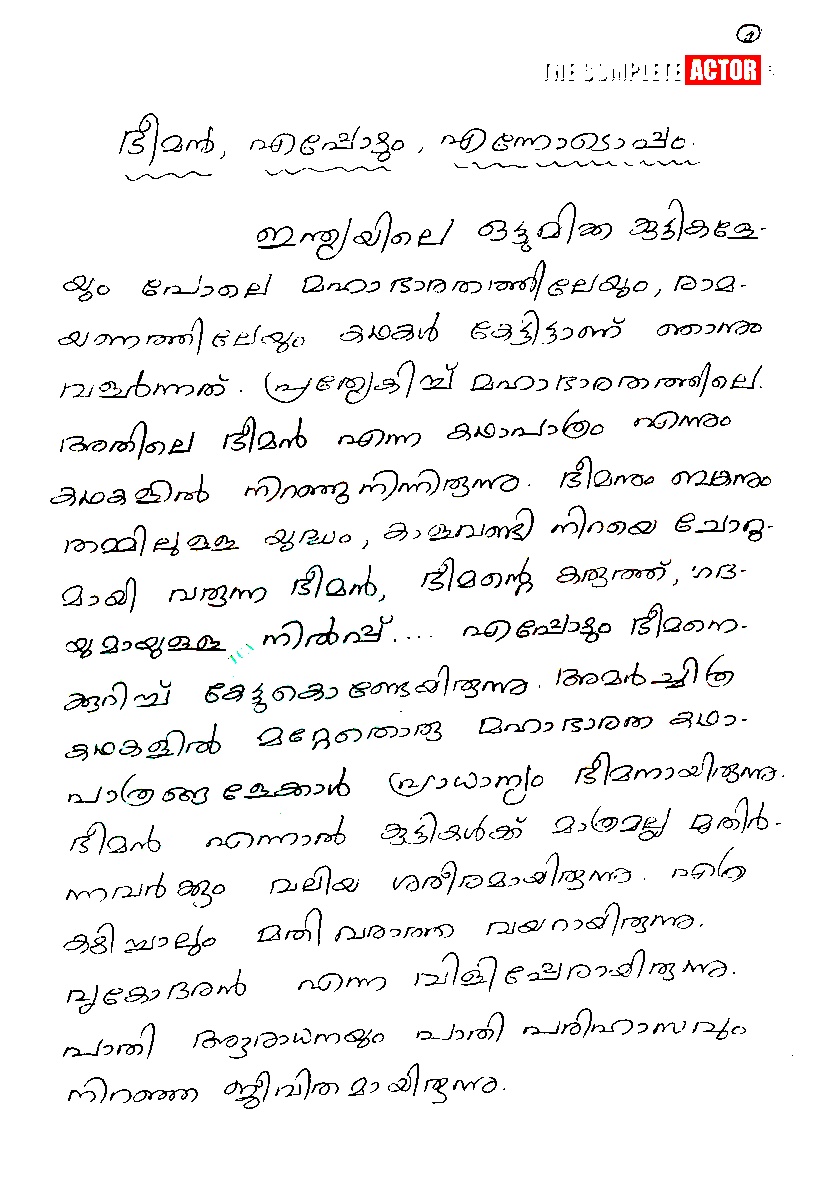 1
THE COMPLETE ACTOR
ഭീമൻ, എപ്പോളും, എന്നോടൊപ്പം.
ഇന്ത്യയിലെ ഒട്ടുമിക്ക കുട്ടികളേ-
യും പോലെ മഹാഭാരതത്തിലേയും, രാമ-
യണത്തിലേയും കഥകൾ കേട്ടിട്ടാണ് ഞാനും
വളർന്നത്. പ്രത്യേകിച്ച് മഹാഭാരതത്തിലെ.
അതിലെ ഭീമൻ എന്ന കഥാപാത്രം എന്നും
കഥകളിൽ നിറഞ്ഞു നിന്നിരുന്നു. ഭീമനും ബകനും
തമ്മിലുള്ള യുദ്ധം, കാളവണ്ടി നിറയെ ചോറു-
മായി വരുന്ന ഭീമൻ, ഭീമന്റെ കരുത്ത്, ഗദ-
യുമായുള്ള നിൽപ്പ്.... എപ്പോളും ഭീമനെ-
ക്കുറിച്ച് കേട്ടുകൊണ്ടേയിരുന്നു. അമർച്ചിത്ര
കഥകളിൽ മറ്റേതൊരു മഹാഭാരത കഥാ-
പാത്രങ്ങളേക്കാൾ പ്രാധാന്യം ഭീമനായിരുന്നു.
ഭീമൻ എന്നാൽ കുട്ടികൾക്ക് മാത്രമല്ല മുതിർ-
ന്നവർക്കും വലിയ ശരീരമായിരുന്നു. എത്ര
കഴിച്ചാലും മതിവരാത്ത വയറായിരുന്നു.
വൃകോദരൻ എന്ന വിളിപ്പേരായിരുന്നു.
പാതി ആരാധനയും പാതി പരിഹാസവും
നിറഞ്ഞ ജീവിതമായിരുന്നു.